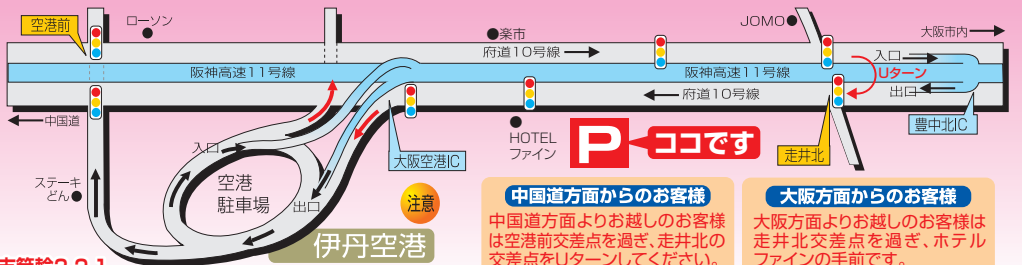 空港前
ローソン
JOMO
大阪市内
楽市
府道10号線
入口
阪神高速11号線
阪神高速11号線
Uターン
出口
府道10号線
中国道
豊中北IC
HOTEL
ファイン
P
ココです
走井北
入口
大阪空港IC
空港
駐車場
ステーキ
どん
出口
注意
伊丹空港
中国道方面からのお客様
中国道方面よりお越しのお客様
は空港前交差点を過ぎ、走井北の
交差点をUターンしてください。
大阪方面からのお客様
大阪方面よりお越しのお客様は
走井北交差点を過ぎ、ホテル
ファインの手前です。